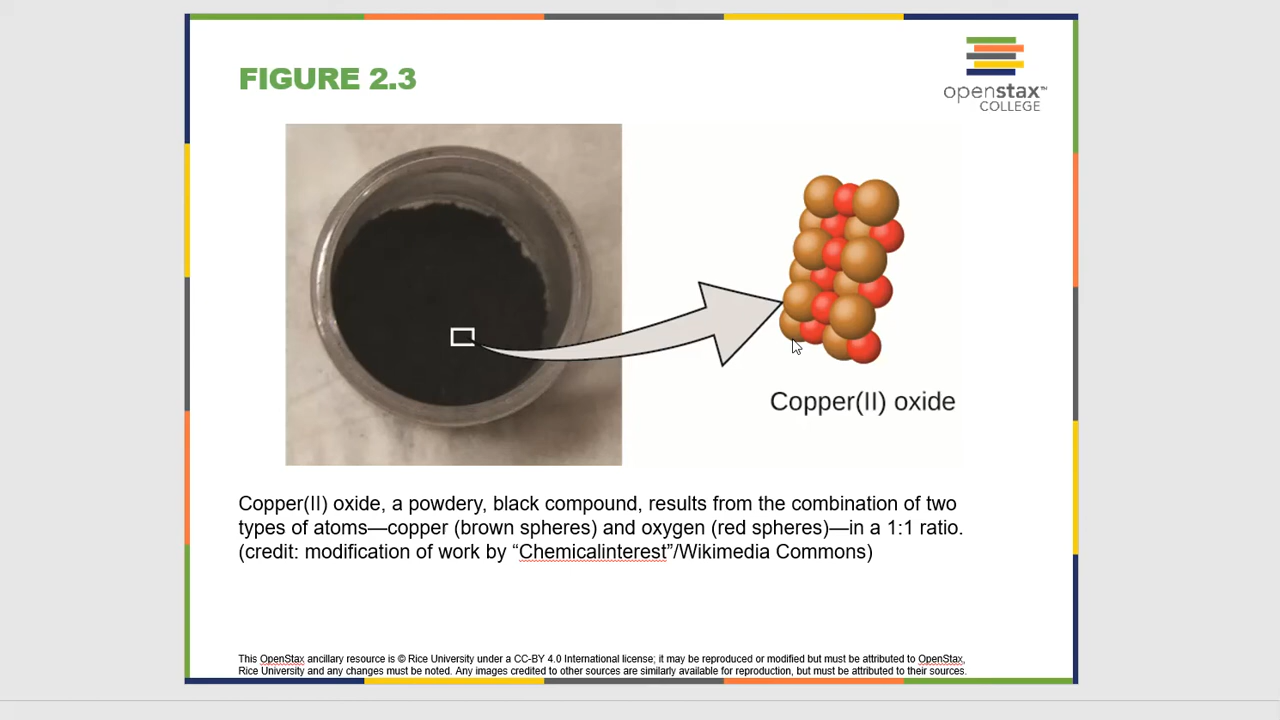 FIGURE 2.3
openstax™
COLLEGE
Copper(II) oxide
Copper(II) oxide, a powdery, black compound, results from the combination of two
types of atoms—copper (brown spheres) and oxygen (red spheres)—in a 1:1 ratio.
(credit: modification of work by “Chemicalinterest”/Wikimedia Commons)
This OpenStax ancillary resource is © Rice University under a CC-BY 4.0 International license; it may be reproduced or modified but must be attributed to OpenStax,
Rice University and any changes must be noted. Any images credited to other sources are similarly available for reproduction, but must be attributed to their sources.